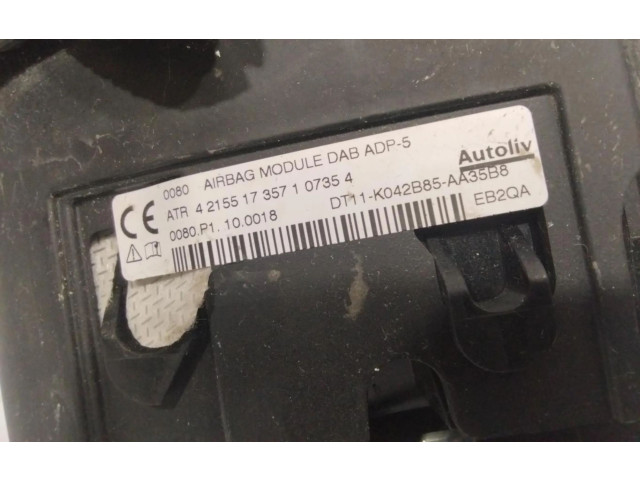 0080 AIRBAG MODULE DAB ADP-5
Autoliv
ATR 4 2155 17 357 1 0735 4
DT11-K042B85-AA35B8
0080.P1. 10.0018
EB2QA
CE